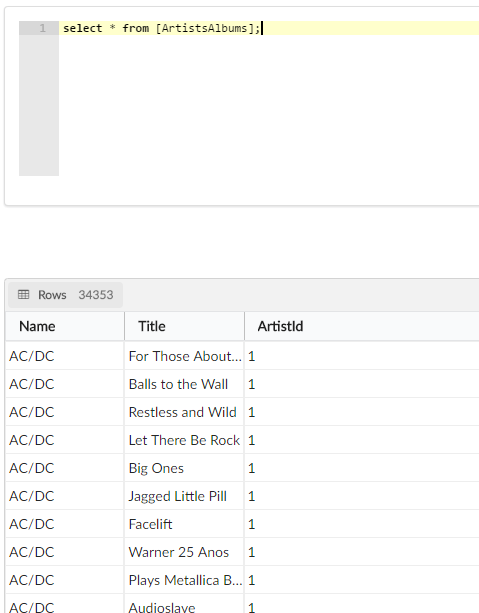 1 select * from [ArtistsAlbums];
Rows 34353
Name Title ArtistId
AC/DC For Those About... 1
AC/DC Balls to the Wall 1
AC/DC Restless and Wild 1
AC/DC Let There Be Rock 1
AC/DC Big Ones 1
AC/DC Jagged Little Pill 1
AC/DC Facelift 1
AC/DC Warner 25 Anos 1
AC/DC Plays Metallica B... 1
AC/DC Audioslave 1